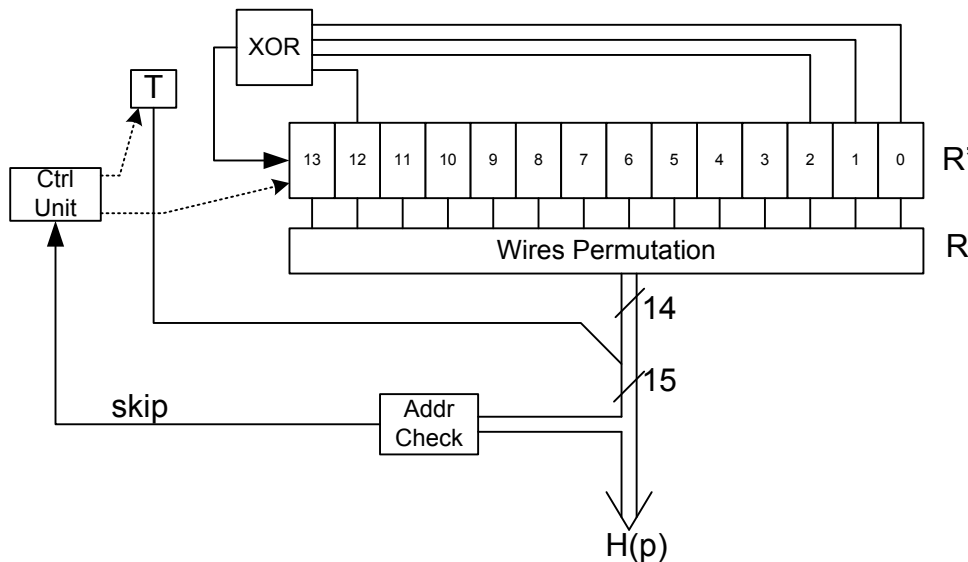 XOR
T
13 12 11 10 9 8 7 6 5 4 3 2 1 0
R'
Ctrl
Unit
Wires Permutation
R
14
15
skip
Addr
Check
H(p)